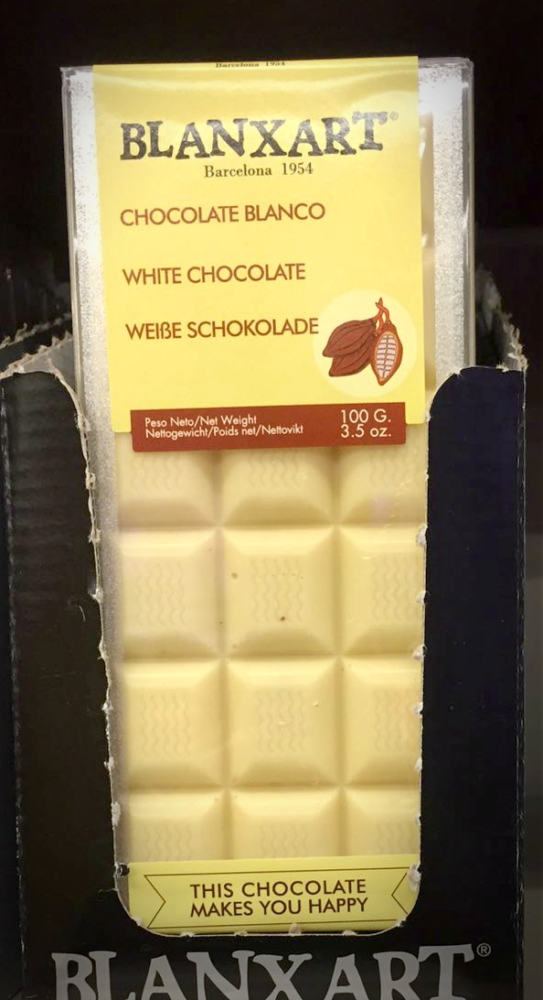 Barcelona 1954
BLANXART®
Barcelona 1954
CHOCOLATE BLANCO
WHITE CHOCOLATE
WEIßE SCHOKOLADE
Peso Neto/Net Weight 100 G.
Nettogewicht/Poids net/Nettovikt 3.5 oz.
THIS CHOCOLATE
MAKES YOU HAPPY
BLANXART®